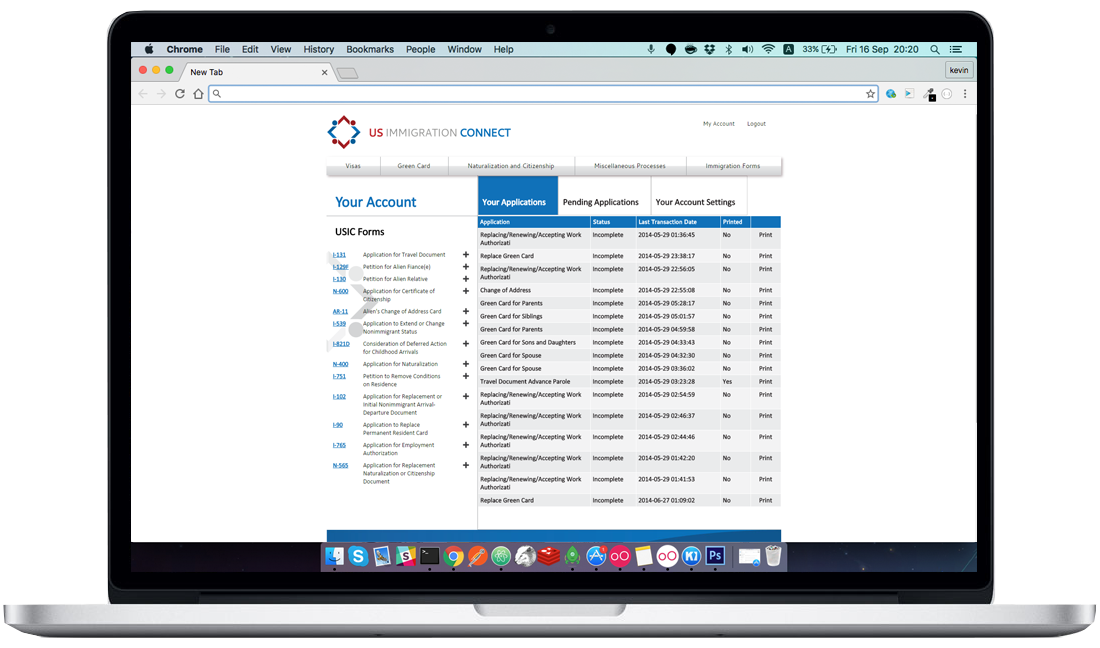 Chrome File Edit View History Bookmarks People Window Help 33% Fri 16 Sep 20:20
New Tab kevin
My Account Logout
US IMMIGRATION CONNECT
Visas Green Card Naturalization and Citizenship Miscellaneous Processes Immigration Forms
Your Account
Your Applications Pending Applications Your Account Settings
USIC Forms
I-131 Application for Travel Document
I-129F Petition for Alien Fiance(e)
I-130 Petition for Alien Relative
N-600 Application for Certificate of
Citizenship
AR-11 Alien's Change of Address Card
I-539 Application to Extend or Change
Nonimmigrant Status
I-821D Consideration of Deferred Action
for Childhood Arrivals
N-400 Application for Naturalization
I-751 Petition to Remove Conditions
on Residence
I-102 Application for Replacement or
Initial Nonimmigrant Arrival-
Departure Document
I-90 Application to Replace
Permanent Resident Card
I-765 Application for Employment
Authorization
N-565 Application for Replacement
Naturalization or Citizenship
Document
Application Status Last Transaction Date Printed
Replacing/Renewing/Accepting Work Incomplete 2014-05-29 01:36:45 No Print
Authorizati
Replace Green Card Incomplete 2014-05-29 23:38:17 No Print
Replacing/Renewing/Accepting Work Incomplete 2014-05-29 22:56:05 No Print
Authorizati
Change of Address Incomplete 2014-05-29 22:55:08 No Print
Green Card for Parents Incomplete 2014-05-29 05:28:17 No Print
Green Card for Siblings Incomplete 2014-05-29 05:01:57 No Print
Green Card for Parents Incomplete 2014-05-29 04:59:58 No Print
Green Card for Sons and Daughters Incomplete 2014-05-29 04:33:43 No Print
Green Card for Spouse Incomplete 2014-05-29 04:32:30 No Print
Green Card for Spouse Incomplete 2014-05-29 03:36:02 No Print
Travel Document Advance Parole Incomplete 2014-05-29 03:23:28 Yes Print
Replacing/Renewing/Accepting Work Incomplete 2014-05-29 02:54:59 No Print
Authorizati
Replacing/Renewing/Accepting Work Incomplete 2014-05-29 02:46:37 No Print
Authorizati
Replacing/Renewing/Accepting Work Incomplete 2014-05-29 02:44:46 No Print
Authorizati
Replacing/Renewing/Accepting Work Incomplete 2014-05-29 01:42:20 No Print
Authorizati
Replacing/Renewing/Accepting Work Incomplete 2014-05-29 01:41:53 No Print
Authorizati
Replace Green Card Incomplete 2014-06-27 01:09:02 No Print
Ps